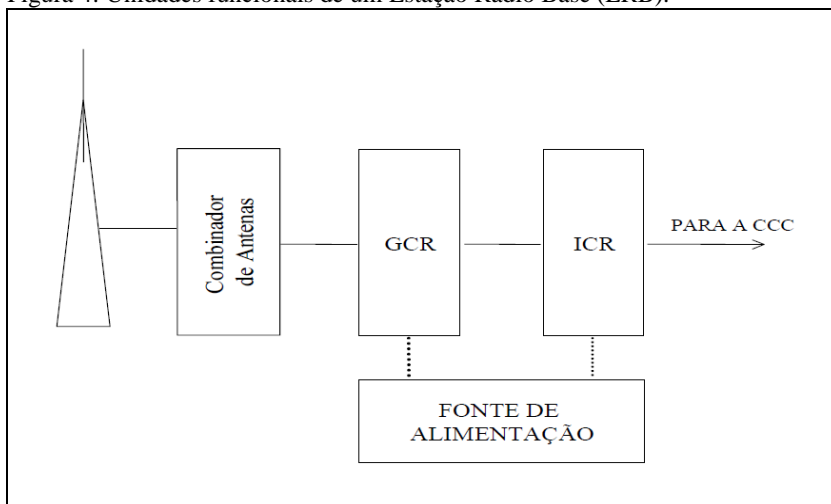 Figura 4: Unidades funcionais de um Estação Rádio Base (ERB).
Combinador
de Antenas
GCR
ICR
PARA A CCC
FONTE DE
ALIMENTAÇÃO